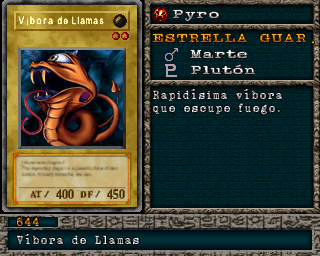 Víbora de Llamas
Pyro
ESTRELLA GUAR.
Marte
Plutón
Rapidísima víbora
que escupe fuego.
AT/ 400 DF/ 450
644
Víbora de Llamas